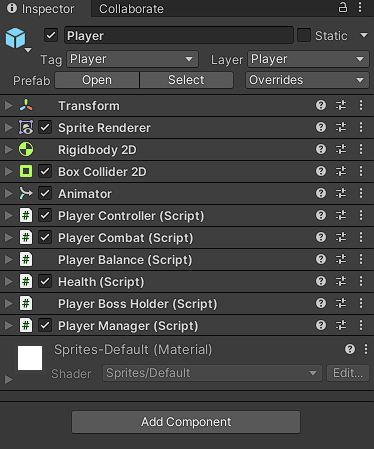 Inspector Collaborate
Player Static
Tag Player Layer Player
Prefab Open Select Overrides
Transform
Sprite Renderer
Rigidbody 2D
Box Collider 2D
Animator
# Player Controller (Script)
# Player Combat (Script)
# Player Balance (Script)
# Health (Script)
# Player Boss Holder (Script)
# Player Manager (Script)
Sprites-Default (Material)
Shader Sprites/Default Edit...
Add Component